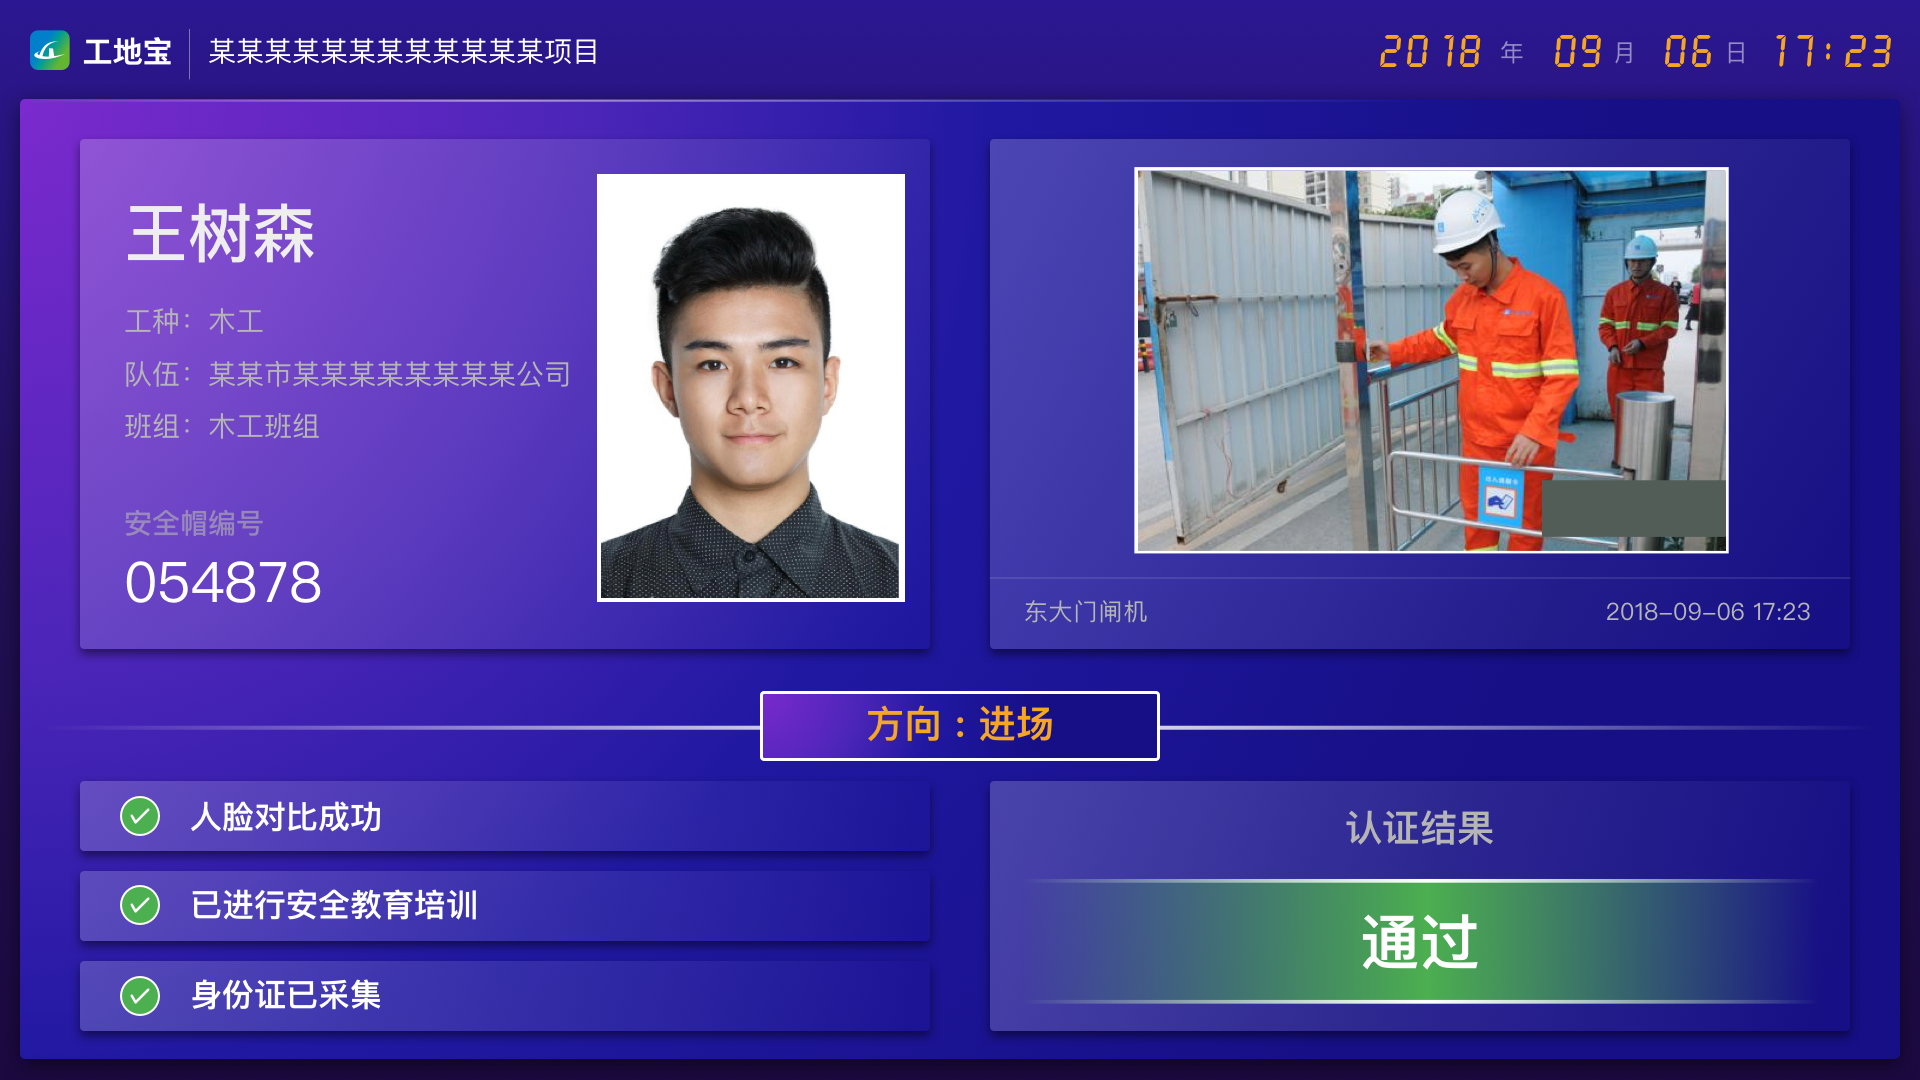 工地宝
某某某某某某某某某某某某项目
2018 年 09 月 06 日 17:23
王树森
工种：木工
队伍：某某市某某某某某某某某公司
班组：木工班组
安全帽编号
054878
东大门闸机
2018-09-06 17:23
方向：进场
人脸对比成功
已进行安全教育培训
身份证已采集
认证结果
通过